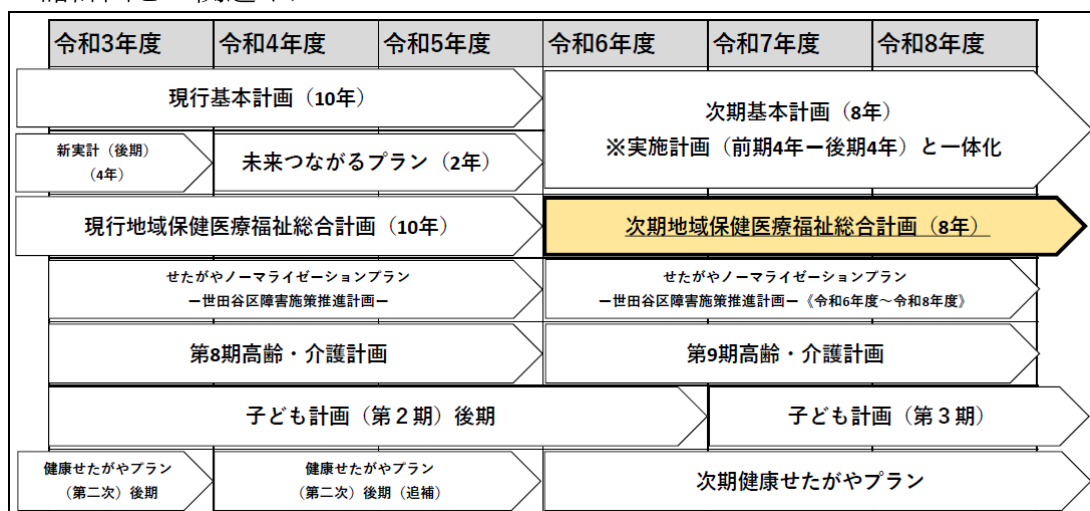 令和3年度 令和4年度 令和5年度 令和6年度 令和7年度 令和8年度
現行基本計画（10年）
次期基本計画（8年）
※実施計画（前期4年ー後期4年）と一体化
新実計（後期）
（4年）
未来つながるプラン（2年）
現行地域保健医療福祉総合計画（10年）
次期地域保健医療福祉総合計画（8年）
せたがやノーマライゼーションプラン
ー世田谷区障害施策推進計画ー
せたがやノーマライゼーションプラン
ー世田谷区障害施策推進計画ー《令和6年度～令和8年度》
第8期高齢・介護計画
第9期高齢・介護計画
子ども計画（第２期）後期
子ども計画（第３期）
健康せたがやプラン
（第二次）後期
健康せたがやプラン
（第二次）後期（追補）
次期健康せたがやプラン